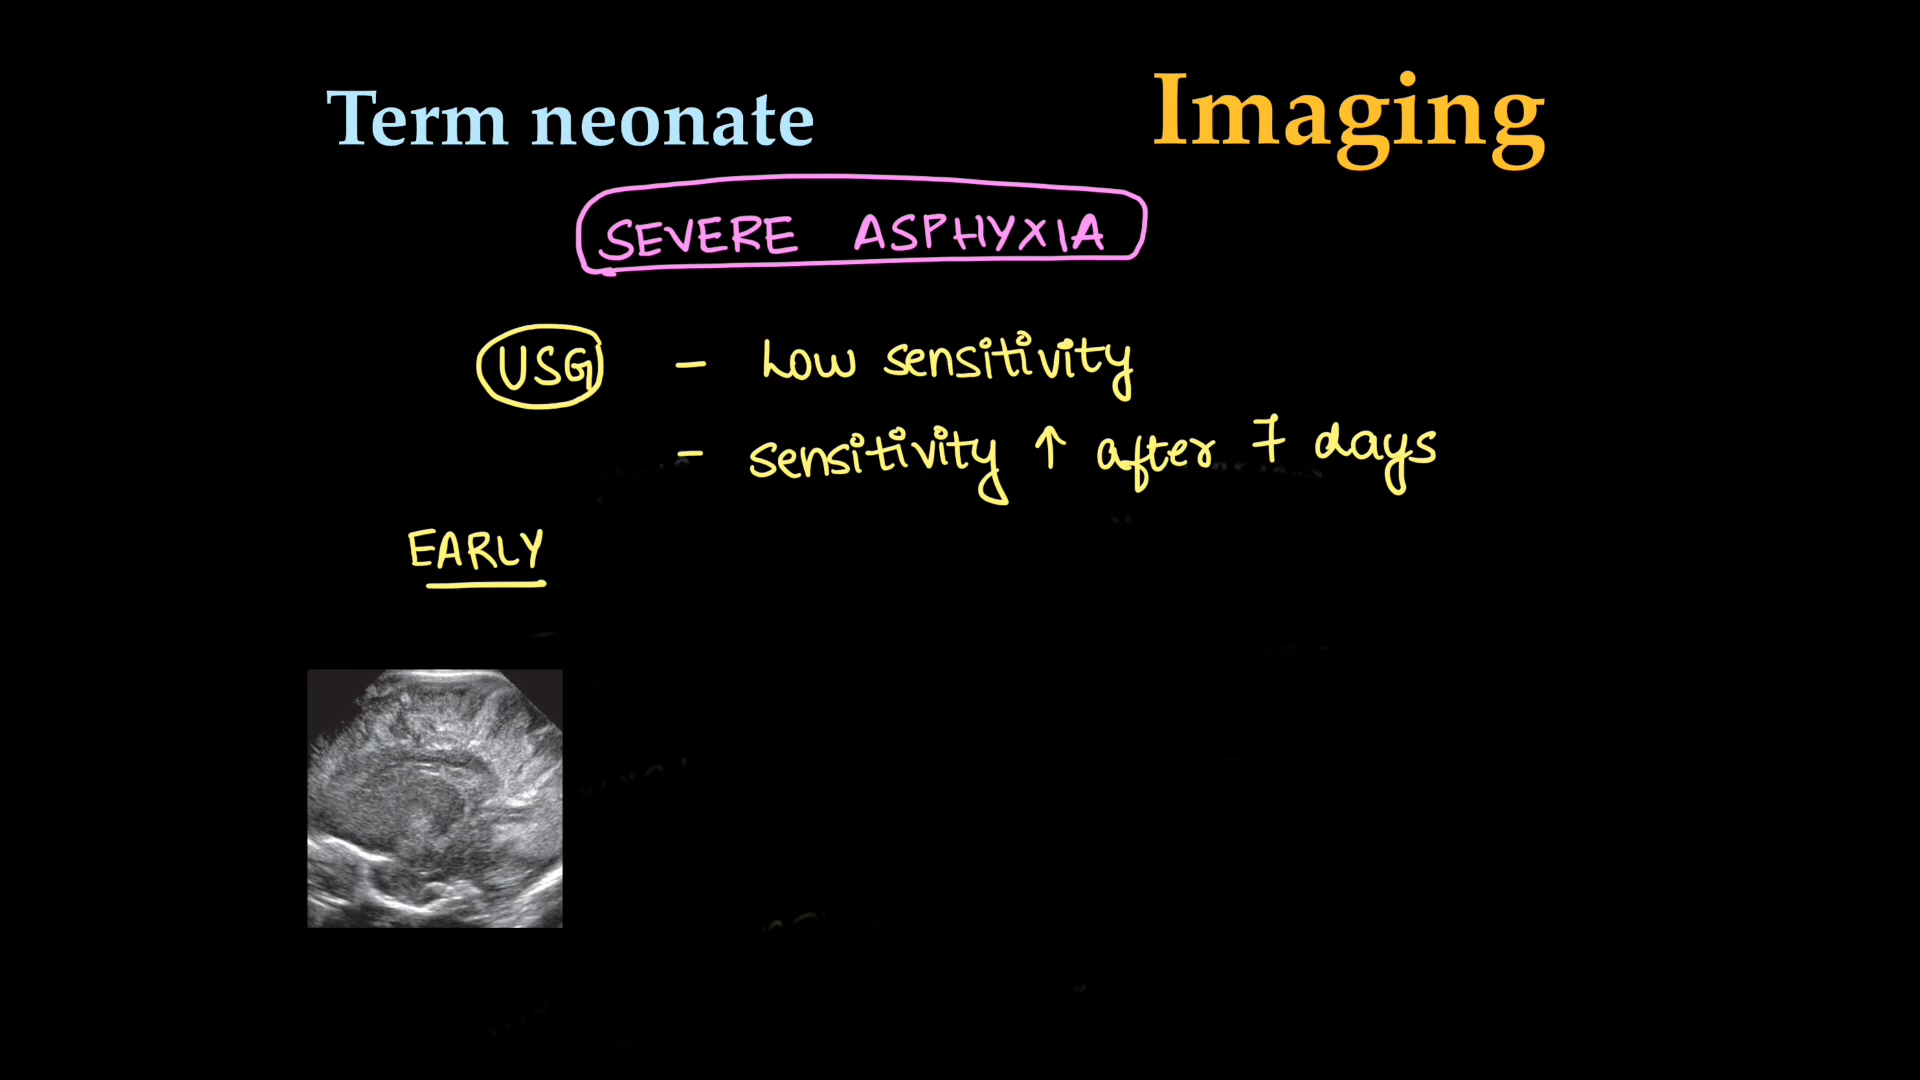 Term neonate
Imaging
SEVERE ASPHYXIA
USG - Low sensitivity
- sensitivity ↑ after 7 days
EARLY